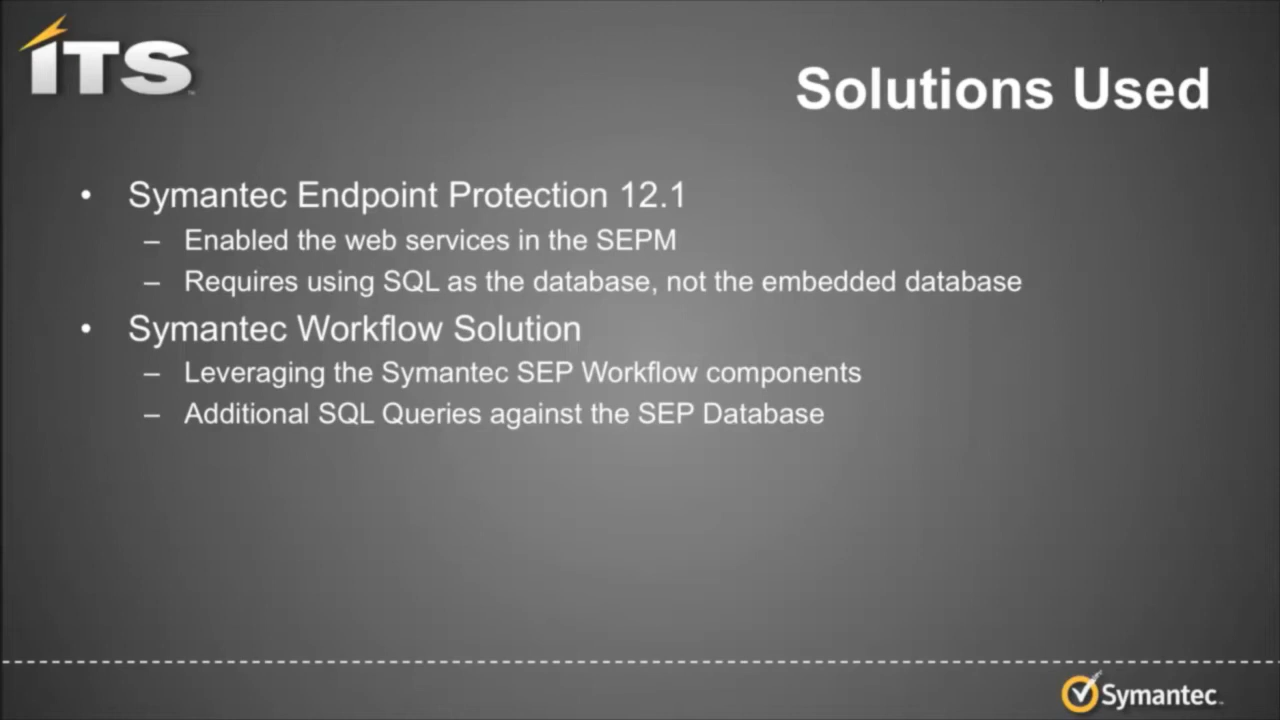 ITS
Solutions Used
• Symantec Endpoint Protection 12.1
– Enabled the web services in the SEPM
– Requires using SQL as the database, not the embedded database
• Symantec Workflow Solution
– Leveraging the Symantec SEP Workflow components
– Additional SQL Queries against the SEP Database
Symantec